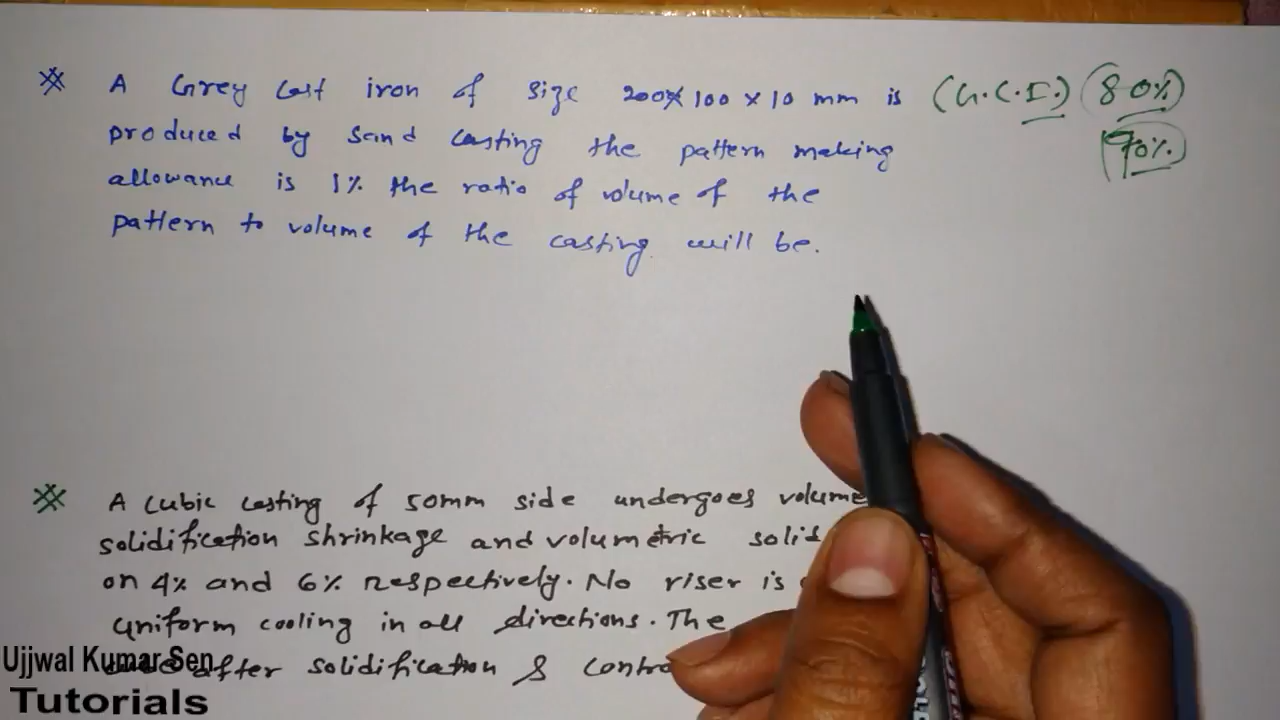 A Grey Cast iron of size 200x 100 x 10 mm is (G.C.I.) (80%)
produced by Sand Casting the pattern making 90%.
allowance is 1% the ratio of volume of the
pattern to volume of the casting will be.
A cubic casting of 50mm side undergoes volume
solidification shrinkage and volumetric solid
on 4% and 6% respectively. No riser is
uniform cooling in all directions. The
after solidification & contra
Ujjwal Kumar Sen
Tutorials